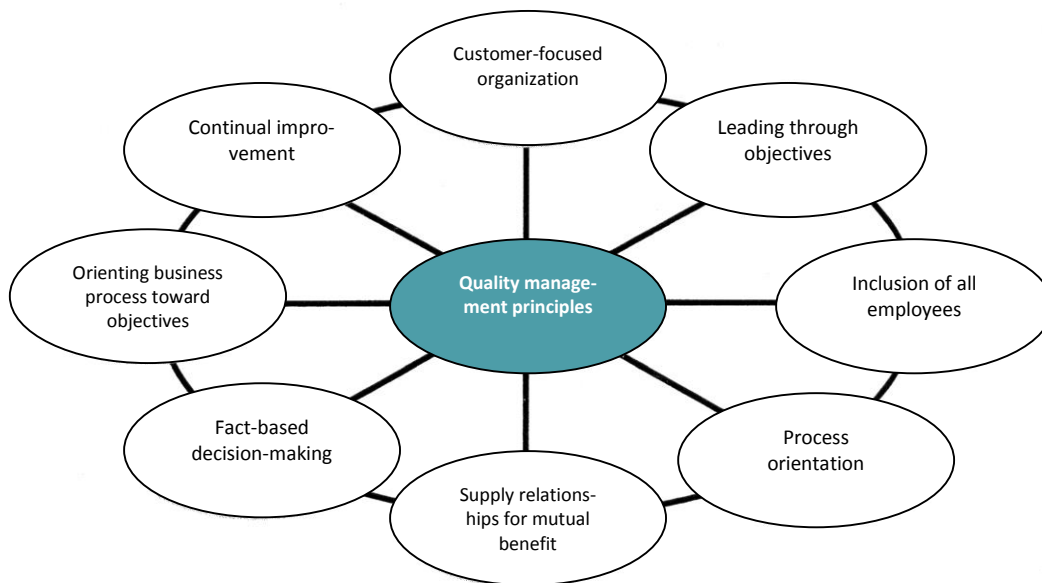 Customer-focused
organization
Continual impro-
vement
Leading through
objectives
Orienting business
process toward
objectives
Quality manage-
ment principles
Inclusion of all
employees
Fact-based
decision-making
Process
orientation
Supply relations-
hips for mutual
benefit